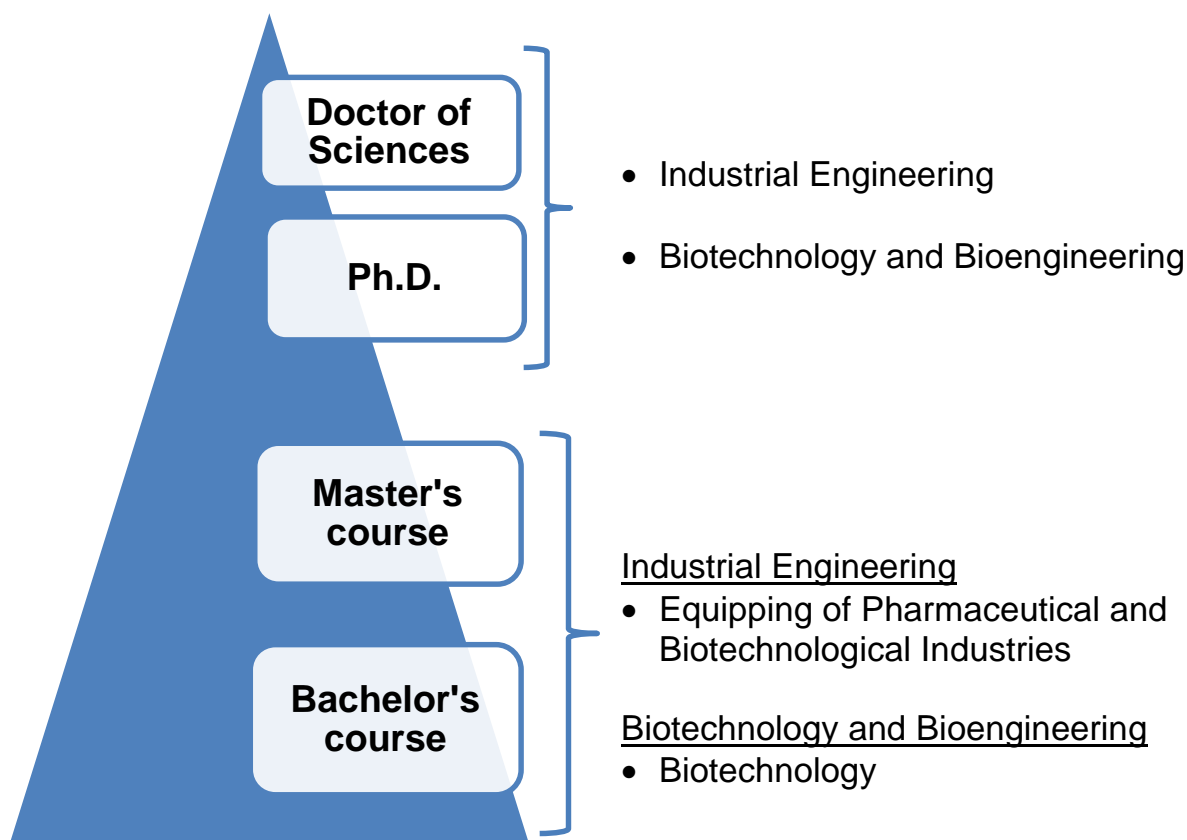 Doctor of
Sciences
Ph.D.
• Industrial Engineering
• Biotechnology and Bioengineering
Master's
course
Bachelor's
course
Industrial Engineering
• Equipping of Pharmaceutical and
Biotechnological Industries
Biotechnology and Bioengineering
• Biotechnology